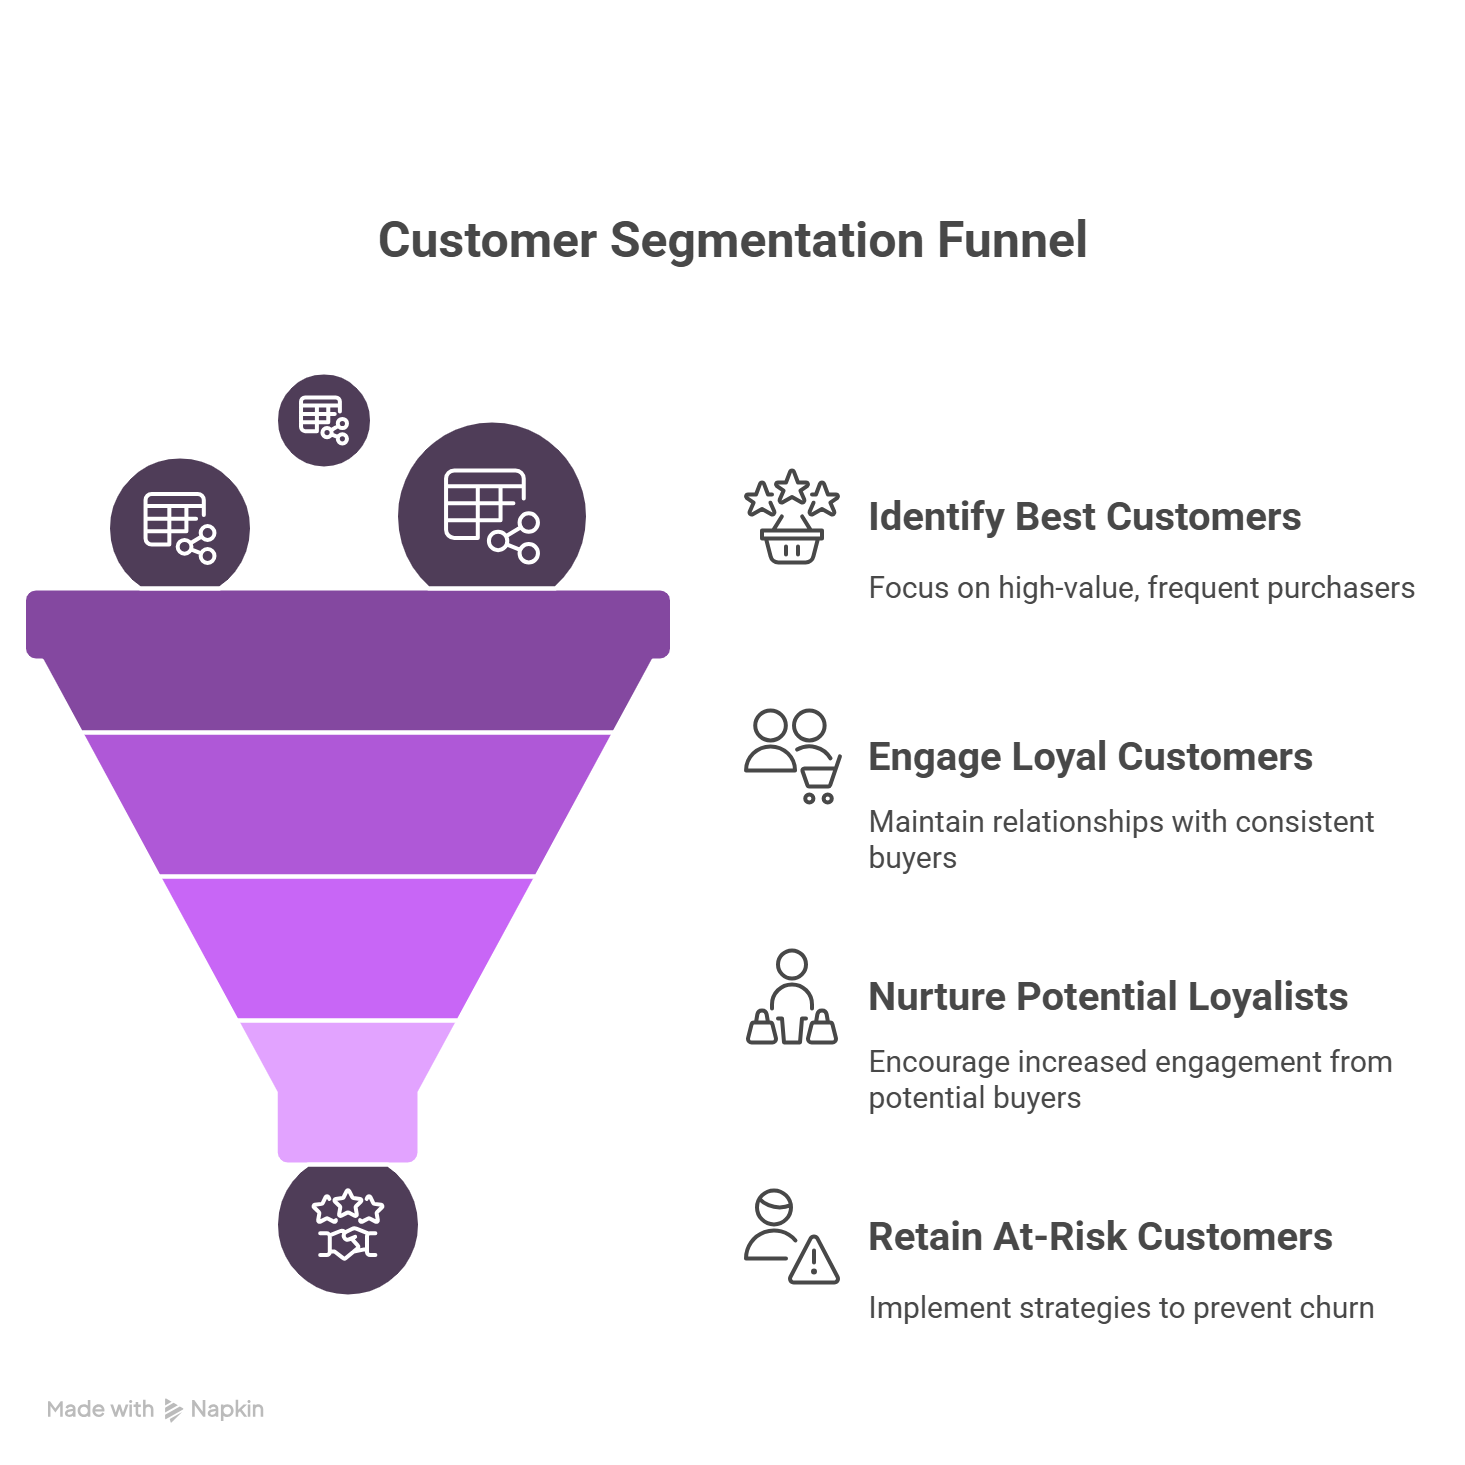 Customer Segmentation Funnel
Identify Best Customers
Focus on high-value, frequent purchasers
Engage Loyal Customers
Maintain relationships with consistent
buyers
Nurture Potential Loyalists
Encourage increased engagement from
potential buyers
Retain At-Risk Customers
Implement strategies to prevent churn
Made with Napkin